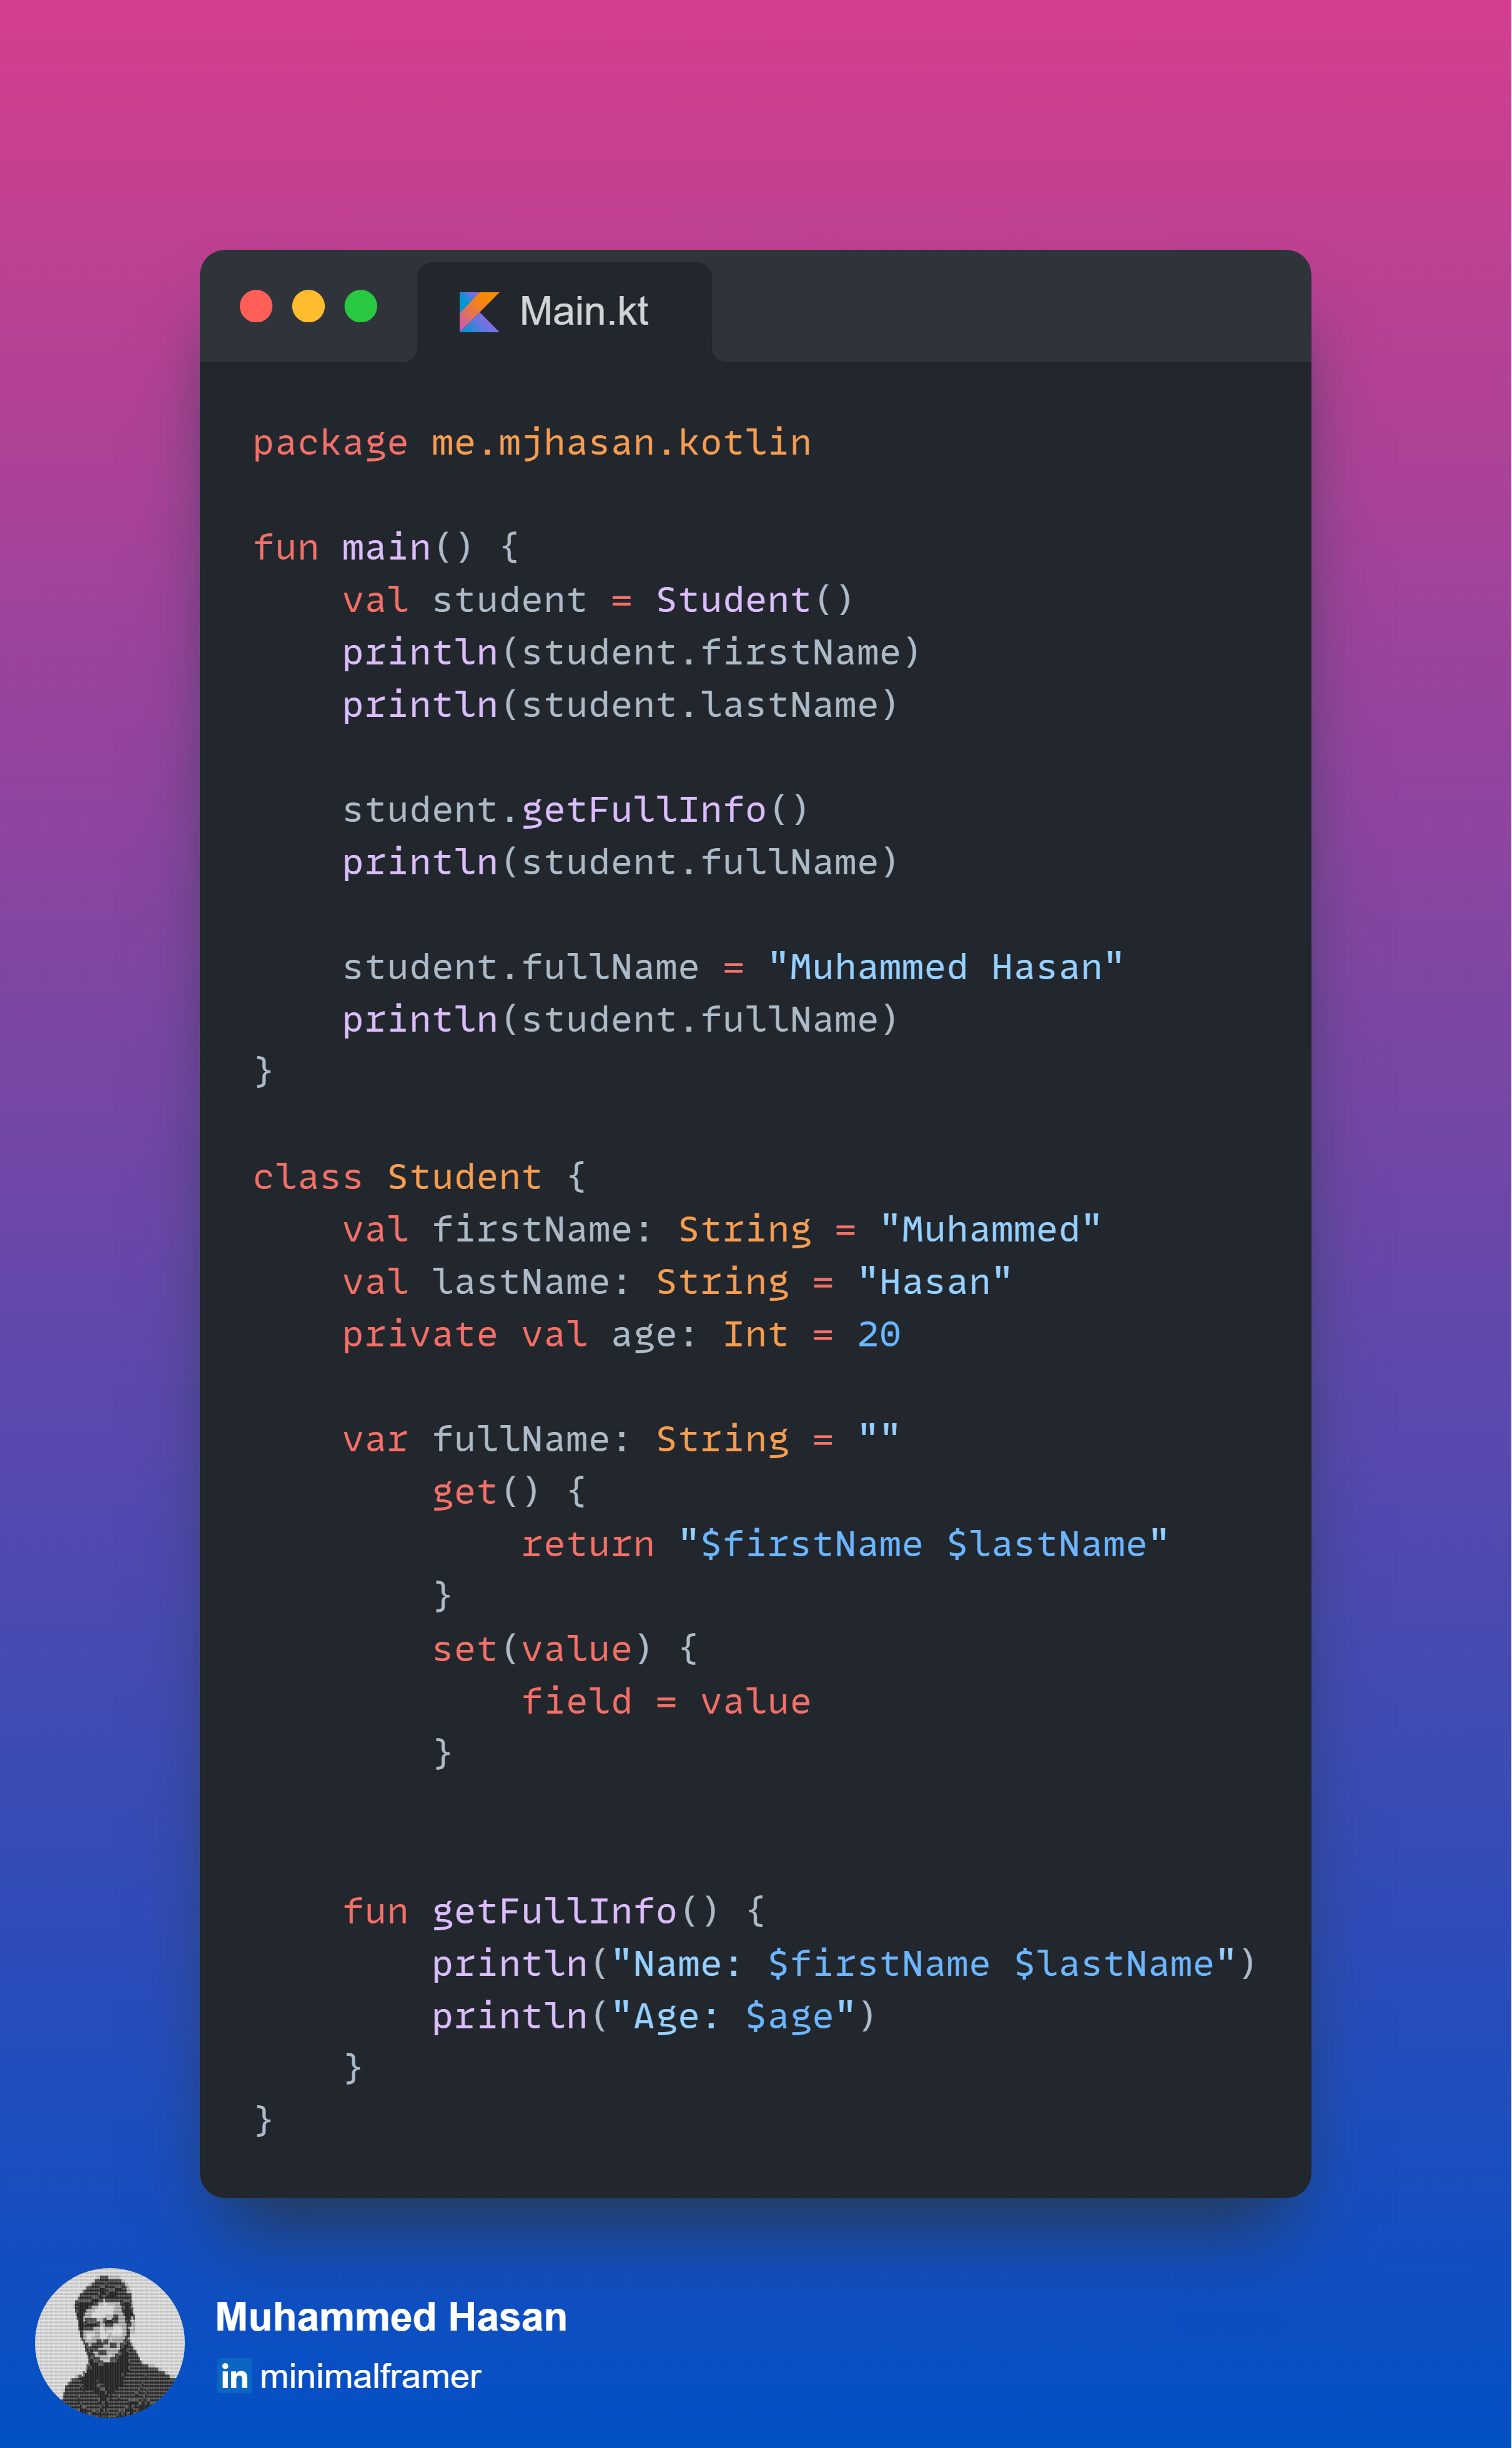 Main.kt
package me.mjhasan.kotlin
fun main() {
    val student = Student()
    println(student.firstName)
    println(student.lastName)
    student.getFullInfo()
    println(student.fullName)
    student.fullName = "Muhammed Hasan"
    println(student.fullName)
}
class Student {
    val firstName: String = "Muhammed"
    val lastName: String = "Hasan"
    private val age: Int = 20
    var fullName: String = ""
        get() {
            return "$firstName $lastName"
        }
        set(value) {
            field = value
        }
    fun getFullInfo() {
        println("Name: $firstName $lastName")
        println("Age: $age")
    }
}
Muhammed Hasan
in minimalframer